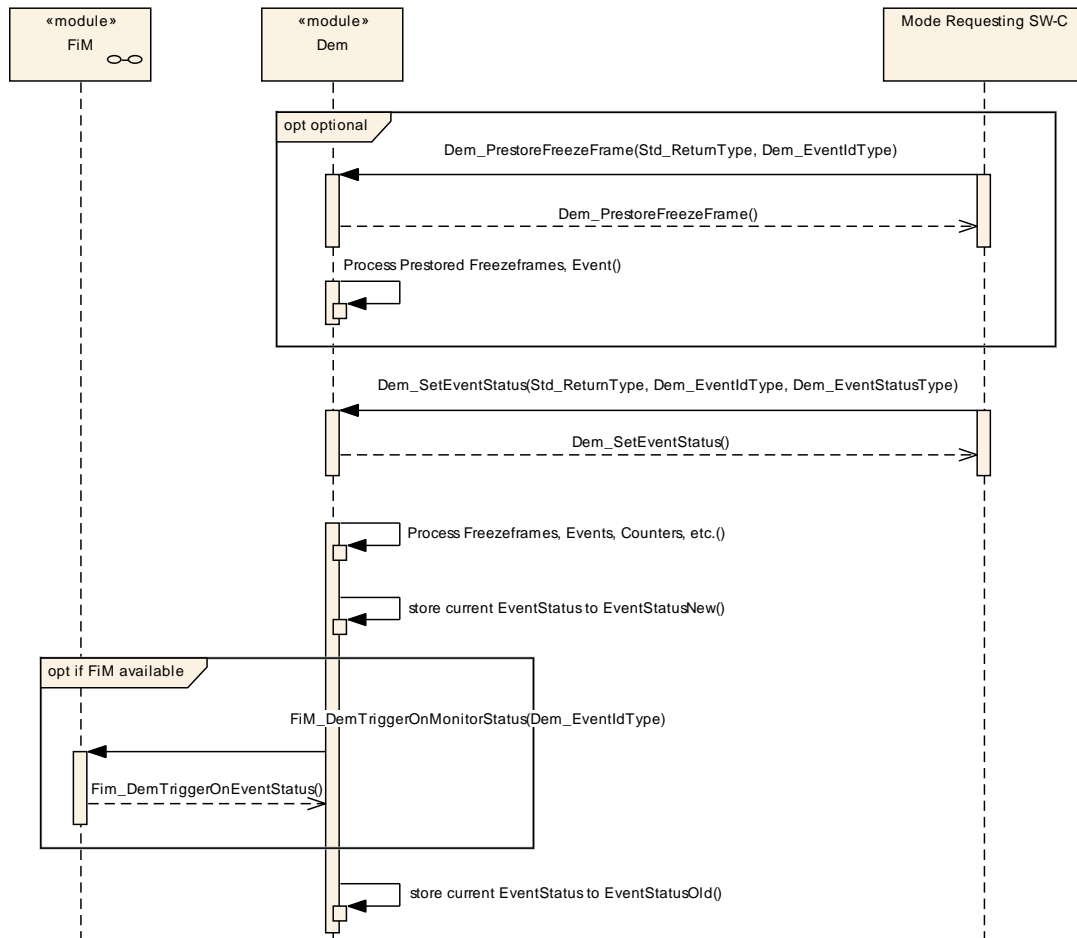 «module»
FiM
«module»
Dem
Mode Requesting SW-C
opt optional
Dem_PrestoreFreezeFrame(Std_ReturnType, Dem_EventIdType)
Dem_PrestoreFreezeFrame()
Process Prestored Freezeframes, Event()
Dem_SetEventStatus(Std_ReturnType, Dem_EventIdType, Dem_EventStatusType)
Dem_SetEventStatus()
Process Freezeframes, Events, Counters, etc.()
store current EventStatus to EventStatusNew()
opt if FiM available
FiM_DemTriggerOnMonitorStatus(Dem_EventIdType)
Fim_DemTriggerOnEventStatus()
store current EventStatus to EventStatusOld()